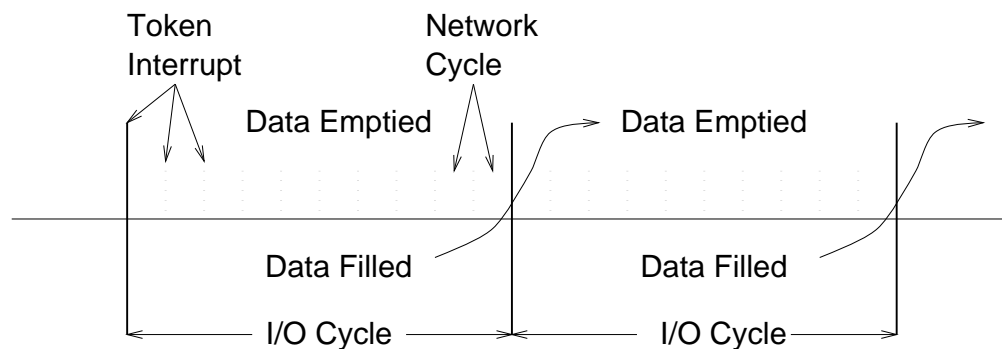 Token
Interrupt
Network
Cycle
Data Emptied
Data Emptied
Data Filled
Data Filled
I/O Cycle
I/O Cycle